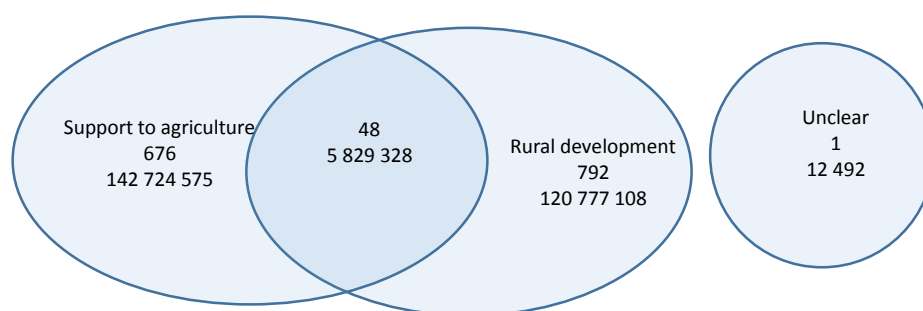 Support to agriculture
676
142 724 575
48
5 829 328
Rural development
792
120 777 108
Unclear
1
12 492